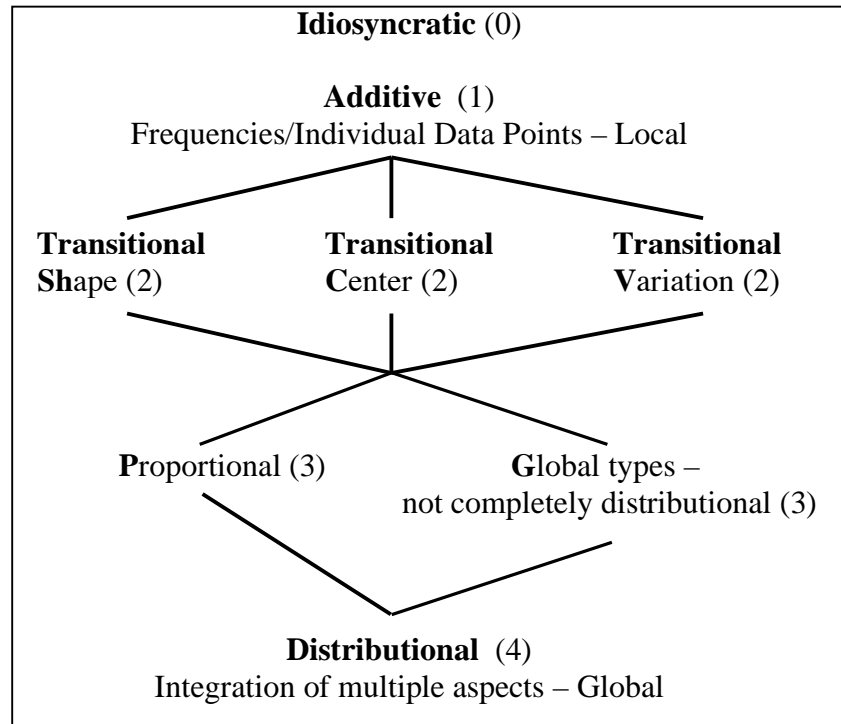 Idiosyncratic (0)
Additive (1)
Frequencies/Individual Data Points – Local
Transitional
Shape (2)
Transitional
Center (2)
Transitional
Variation (2)
Proportional (3)
Global types –
not completely distributional (3)
Distributional (4)
Integration of multiple aspects – Global